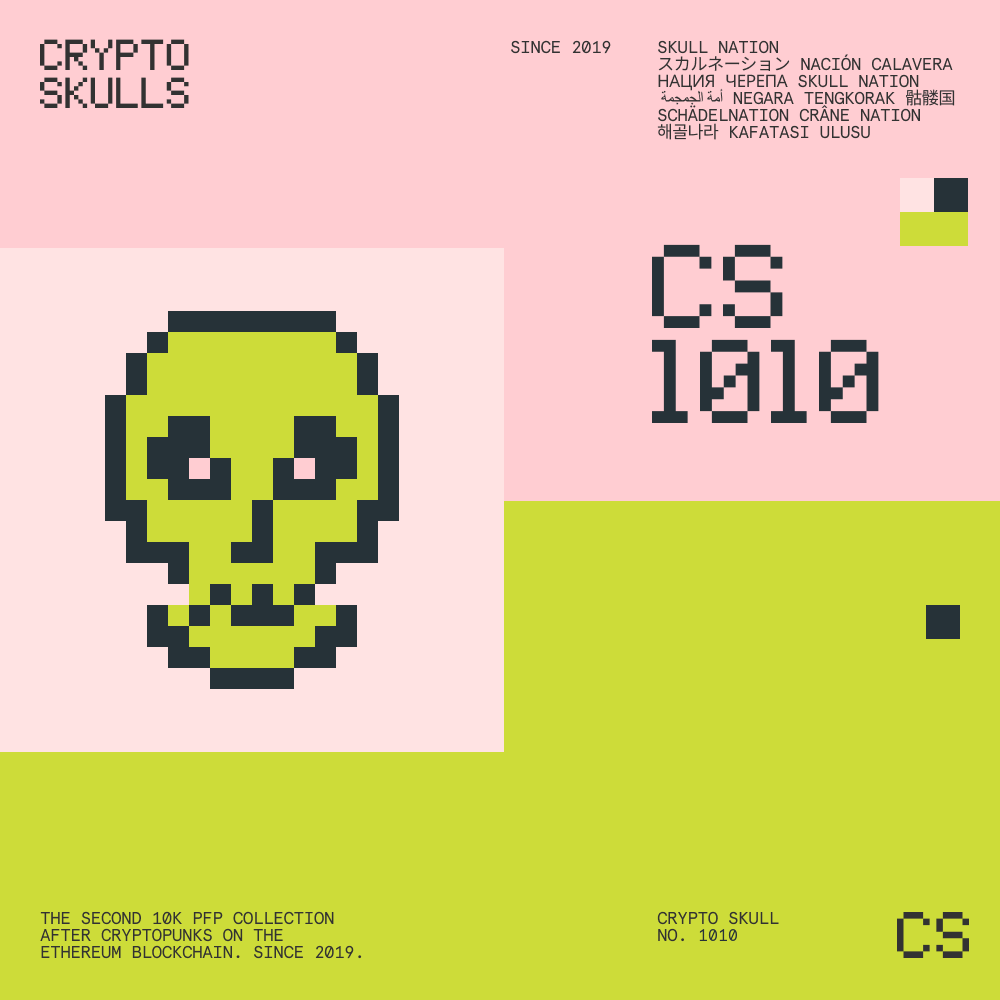 CRYPTO
SKULLS
SINCE 2019
SKULL NATION
スカルネーション NACIÓN CALAVERA
НАЦИЯ ЧЕРЕПА SKULL NATION
أمة الجمجمة NEGARA TENGKORAK 骷髅国
SCHÄDELNATION CRÂNE NATION
해골나라 KAFATASI ULUSU
CS
1010
THE SECOND 10K PFP COLLECTION
AFTER CRYPTOPUNKS ON THE
ETHEREUM BLOCKCHAIN. SINCE 2019.
CRYPTO SKULL
NO. 1010
CS